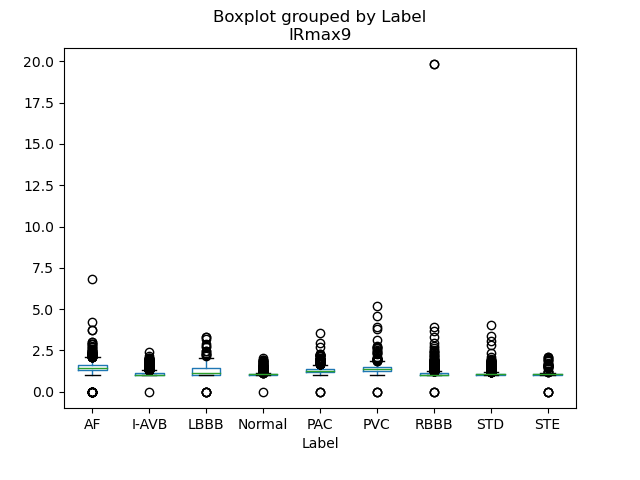 Boxplot grouped by Label
IRmax9
20.0
17.5
15.0
12.5
10.0
7.5
5.0
2.5
0.0
AF I-AVB LBBB Normal PAC PVC RBBB STD STE
Label